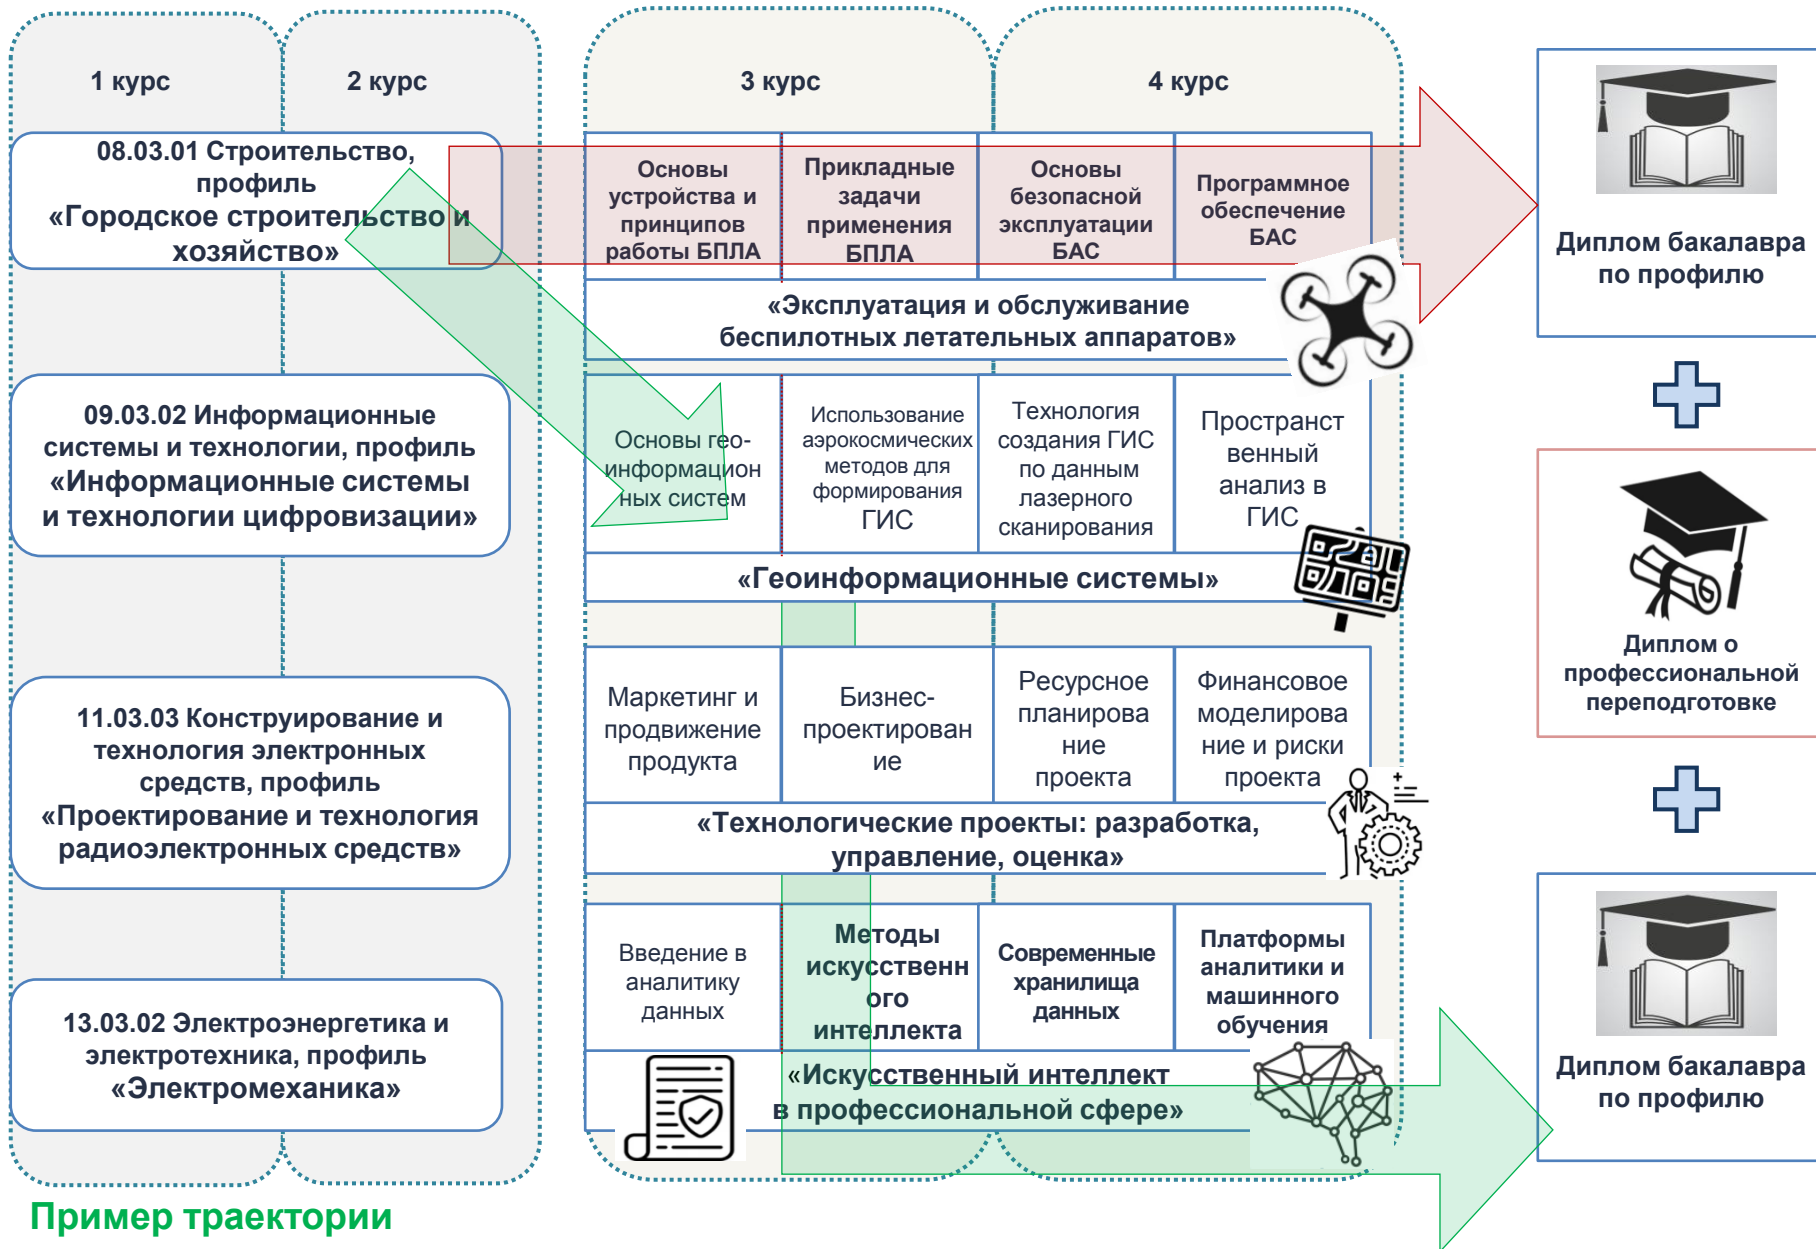 1 курс
2 курс
3 курс
4 курс
08.03.01 Строительство,
профиль
«Городское строительство и
хозяйство»
09.03.02 Информационные
системы и технологии, профиль
«Информационные системы
и технологии цифровизации»
11.03.03 Конструирование и
технология электронных
средств, профиль
«Проектирование и технология
радиоэлектронных средств»
13.03.02 Электроэнергетика и
электротехника, профиль
«Электромеханика»
Основы
устройства и
принципов
работы БПЛА
Прикладные
задачи
применения
БПЛА
Основы
безопасной
эксплуатации
БАС
Программное
обеспечение
БАС
«Эксплуатация и обслуживание
беспилотных летательных аппаратов»
Основы гео-
информацион
ных систем
Использование
аэрокосмических
методов для
формирования
ГИС
Технология
создания ГИС
по данным
лазерного
сканирования
Пространст
венный
анализ в
ГИС
«Геоинформационные системы»
Маркетинг и
продвижение
продукта
Бизнес-
проектирован
ие
Ресурсное
планирова
ние
проекта
Финансовое
моделирова
ние и риски
проекта
«Технологические проекты: разработка,
управление, оценка»
Введение в
аналитику
данных
Методы
искусственн
ого
интеллекта
Современные
хранилища
данных
Платформы
аналитики и
машинного
обучения
«Искусственный интеллект
в профессиональной сфере»
Диплом бакалавра
по профилю
Диплом о
профессиональной
переподготовке
Диплом бакалавра
по профилю
Пример траектории